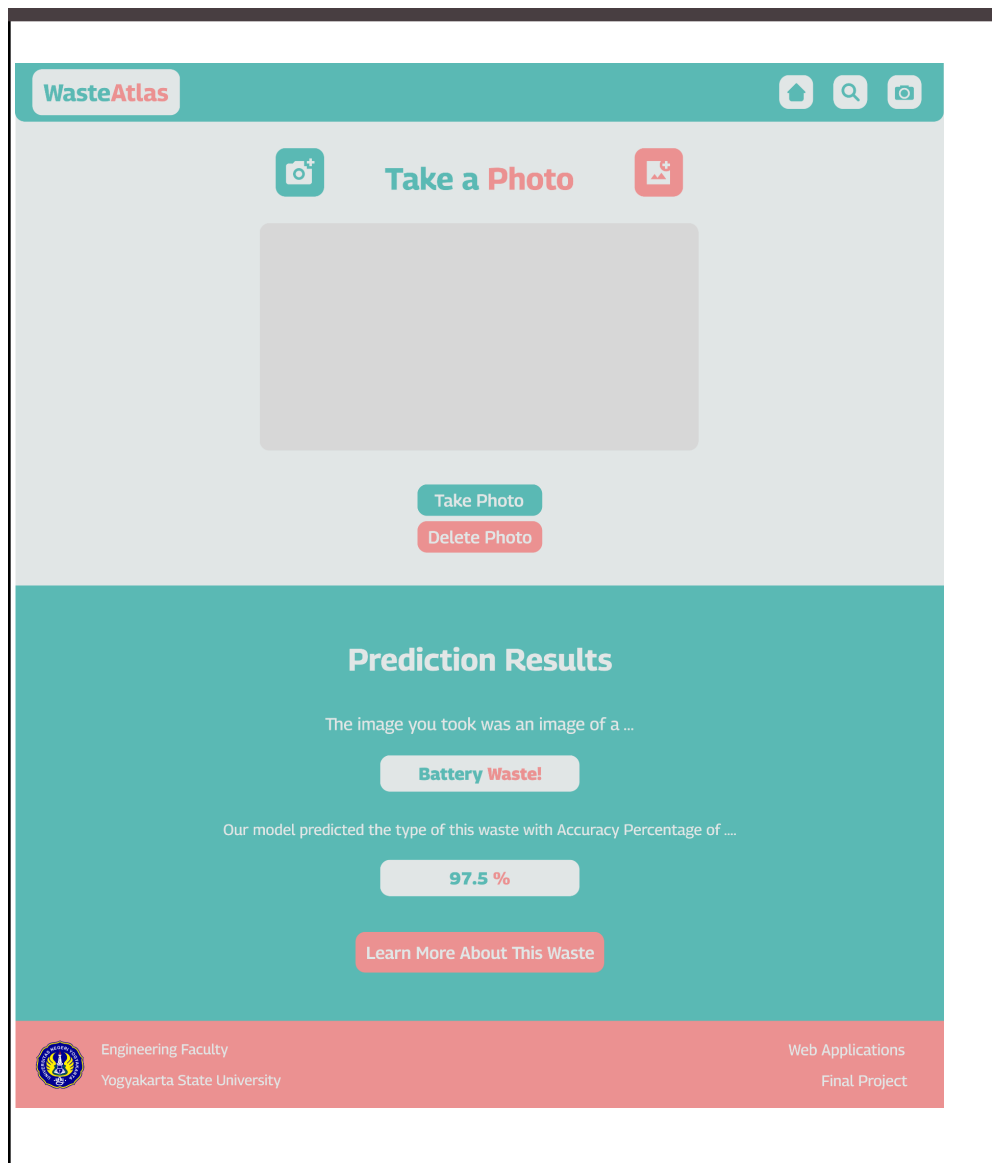 WasteAtlas
Take a Photo
Take Photo
Delete Photo
Prediction Results
The image you took was an image of a ...
Battery Waste!
Our model predicted the type of this waste with Accuracy Percentage of ....
97.5 %
Learn More About This Waste
Engineering Faculty
Yogyakarta State University
Web Applications
Final Project